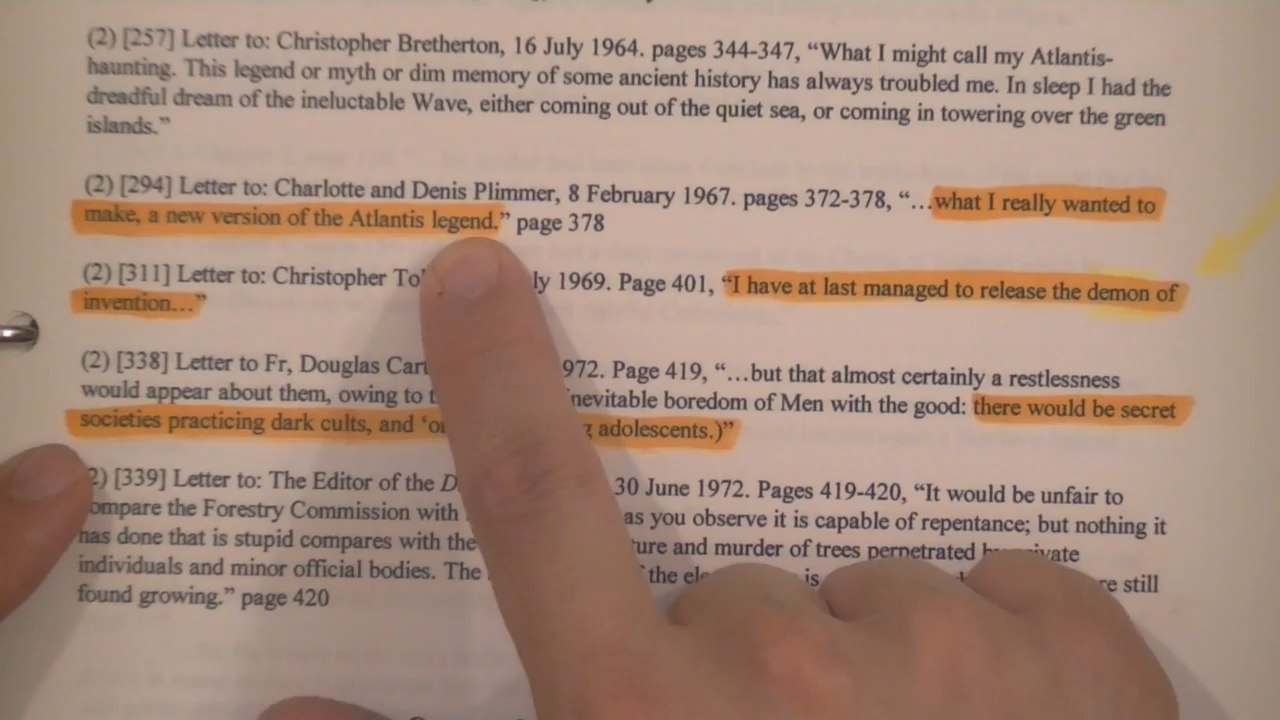 (2) [257] Letter to: Christopher Bretherton, 16 July 1964. pages 344-347, “What I might call my Atlantis-
haunting. This legend or myth or dim memory of some ancient history has always troubled me. In sleep I had the
dreadful dream of the ineluctable Wave, either coming out of the quiet sea, or coming in towering over the green
islands.”
(2) [294] Letter to: Charlotte and Denis Plimmer, 8 February 1967. pages 372-378, “…what I really wanted to
make, a new version of the Atlantis legend.” page 378
(2) [311] Letter to: Christopher 1969. Page 401, “I have at last managed to release the demon of
invention…”
(2) [338] Letter to Fr, Douglas 972. Page 419, “…but that almost certainly a restlessness
would appear about them, owing to inevitable boredom of Men with the good: there would be secret
societies practicing dark cults, and adolescents.)”
2) [339] Letter to: The Editor of the 30 June 1972. Pages 419-420, “It would be unfair to
compare the Forestry Commission with as you observe it is capable of repentance; but nothing it
has done that is stupid compares with the and murder of trees perpetrated
individuals and minor official bodies. The the still
found growing.” page 420